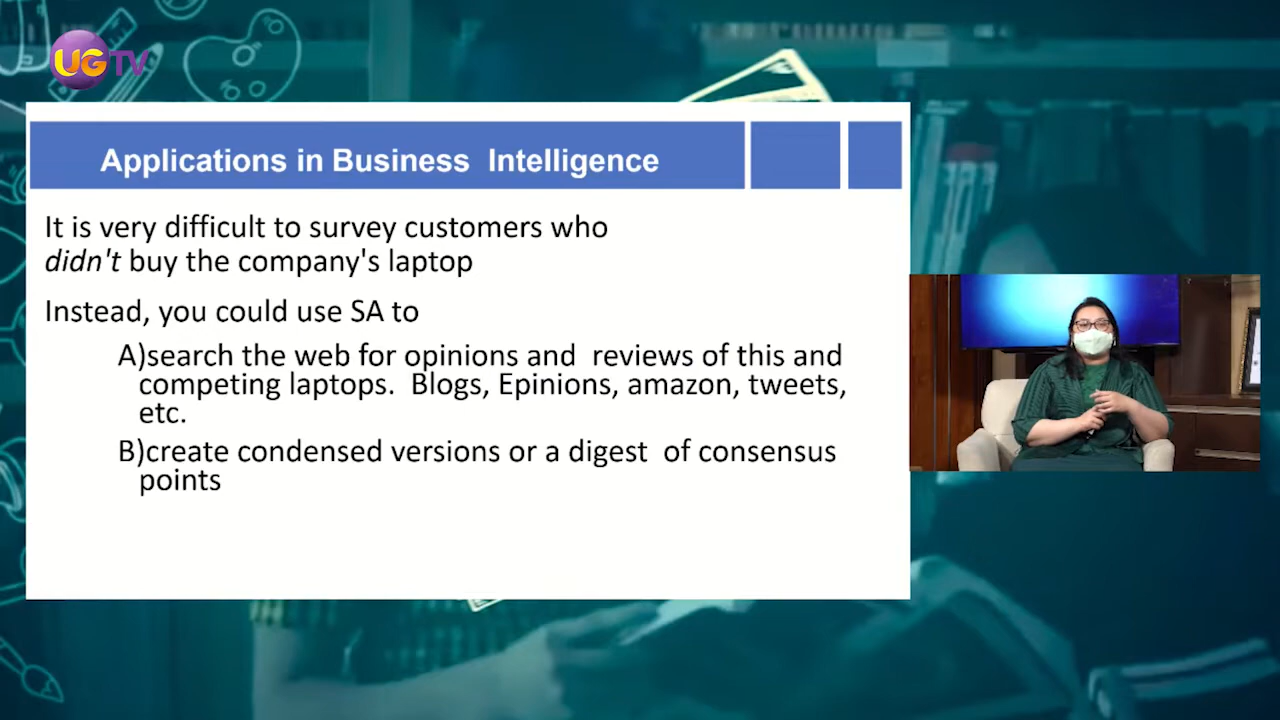 UGTV
Applications in Business Intelligence
It is very difficult to survey customers who
didn't buy the company's laptop
Instead, you could use SA to
A)search the web for opinions and reviews of this and
competing laptops. Blogs, Epinions, amazon, tweets,
etc.
B)create condensed versions or a digest of consensus
points